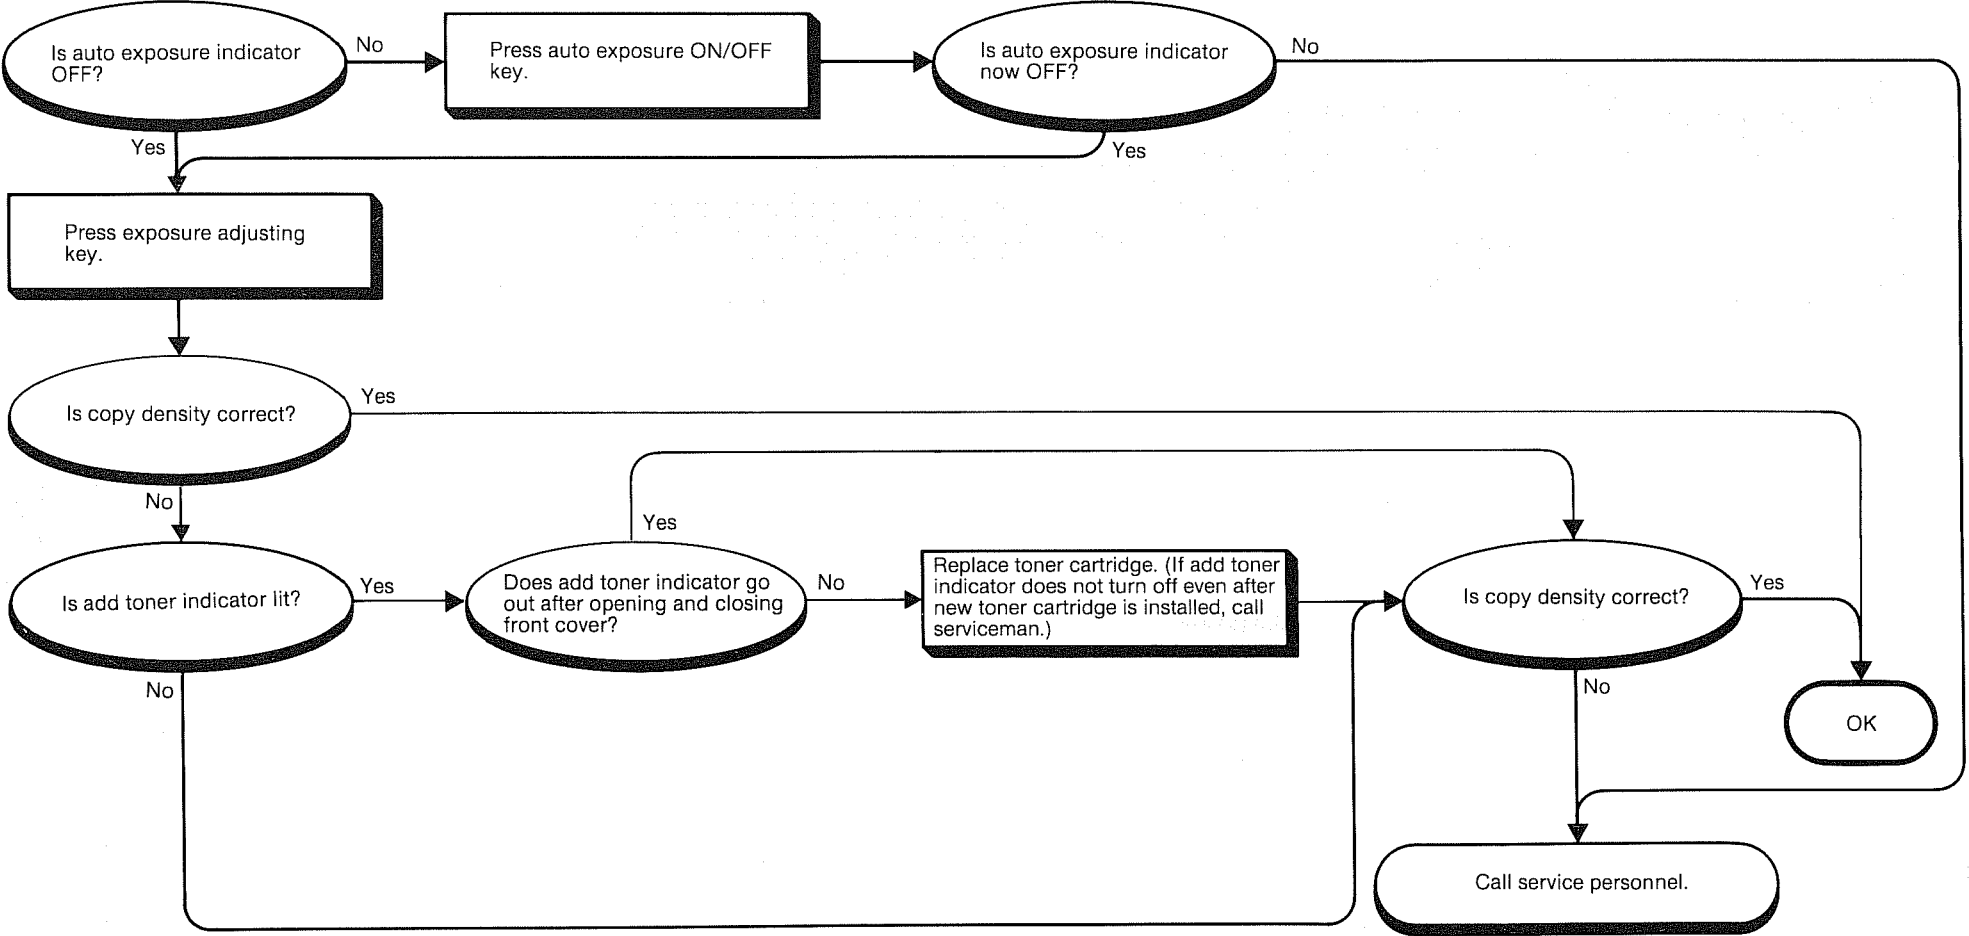 Is auto exposure indicator
OFF?
No
Press auto exposure ON/OFF
key.
Is auto exposure indicator
now OFF?
No
Yes
Yes
Press exposure adjusting
key.
Is copy density correct?
Yes
No
Is add toner indicator lit?
Yes
No
Does add toner indicator go
out after opening and closing
front cover?
Yes
No
Replace toner cartridge. (If add toner
indicator does not turn off even after
new toner cartridge is installed, call
serviceman.)
Is copy density correct?
Yes
No
OK
Call service personnel.